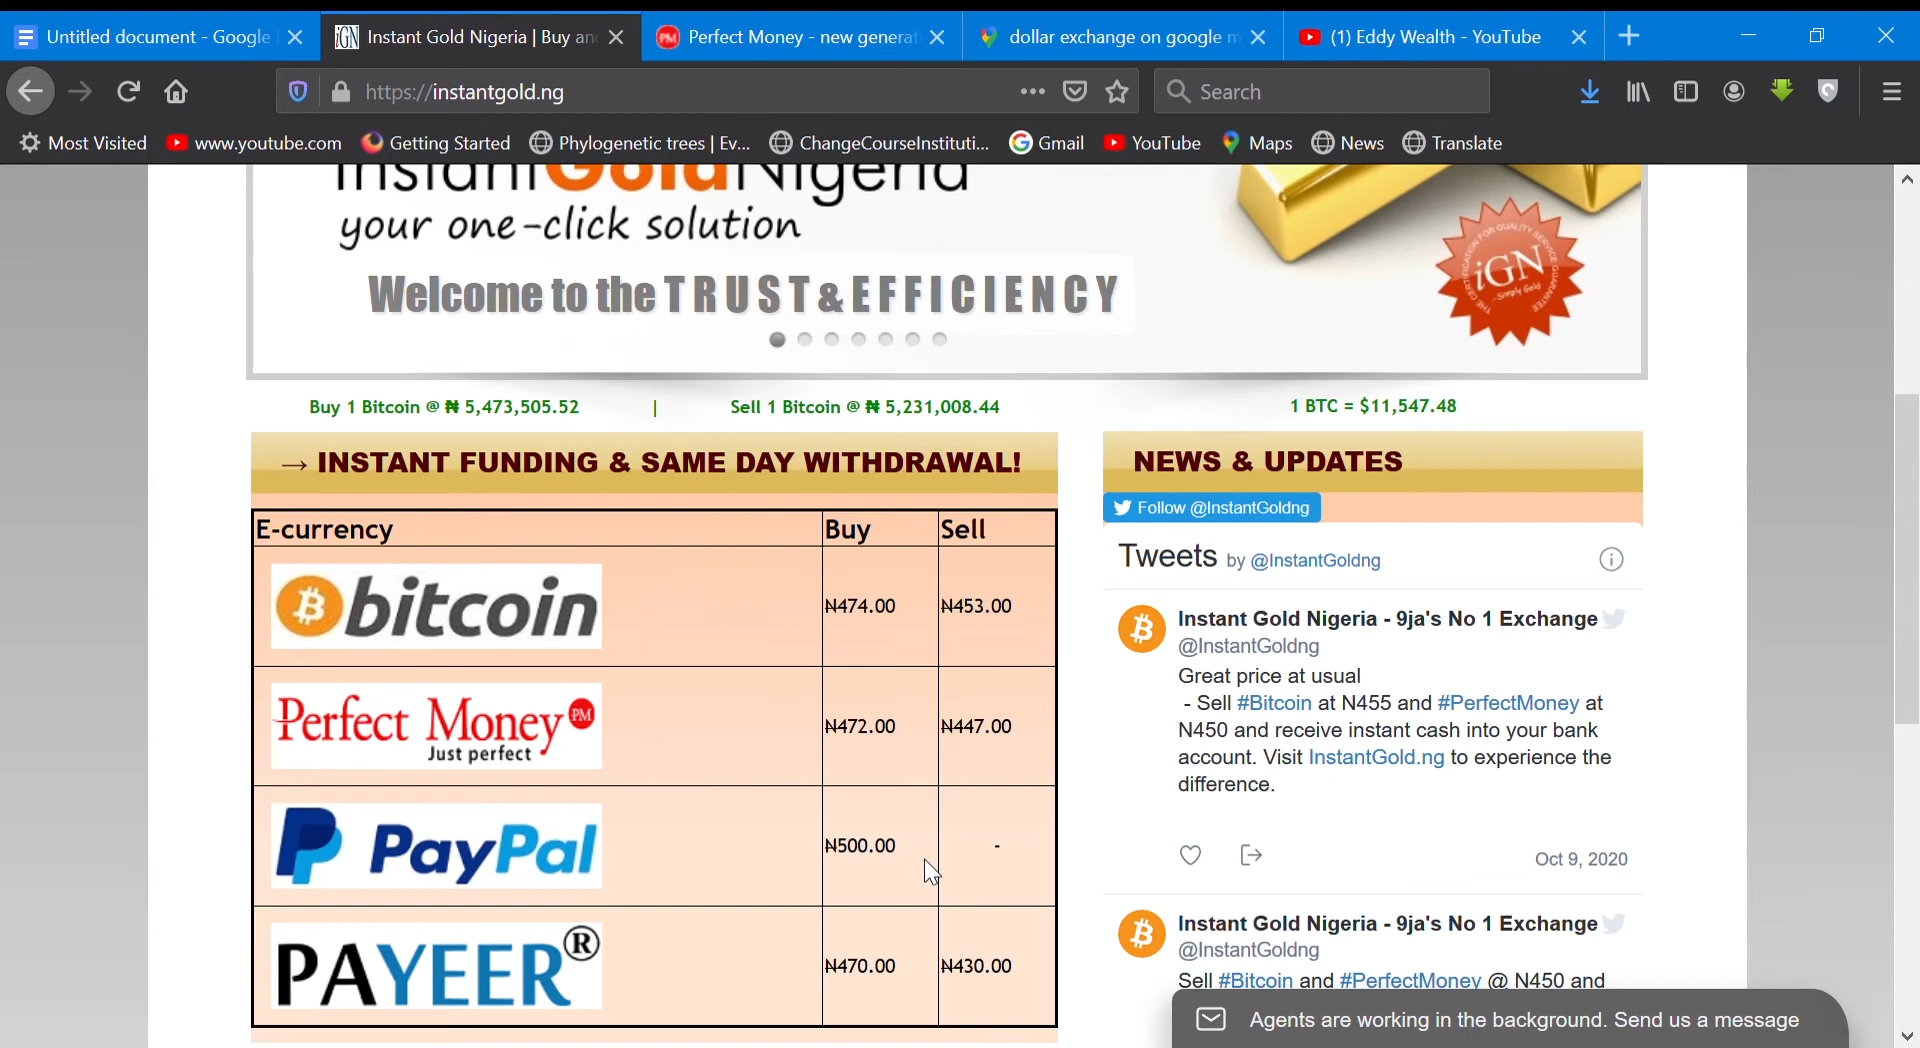 Untitled document - Google
iGN Instant Gold Nigeria | Buy an
PM Perfect Money - new generat
dollar exchange on google m
(1) Eddy Wealth - YouTube
https://instantgold.ng
Search
Most Visited
www.youtube.com
Getting Started
Phylogenetic trees | Ev...
ChangeCourseInstituti...
Gmail
YouTube
Maps
News
Translate
InstantGoldNigeria
your one-click solution
Welcome to the TRUST & EFFICIENCY
iGN
...Simply Gold
Buy 1 Bitcoin @ ₦ 5,473,505.52 | Sell 1 Bitcoin @ ₦ 5,231,008.44
1 BTC = $11,547.48
→ INSTANT FUNDING & SAME DAY WITHDRAWAL!
E-currency Buy Sell
bitcoin ₦474.00 ₦453.00
Perfect Money PM
Just perfect
₦472.00 ₦447.00
PayPal ₦500.00 -
PAYEER® ₦470.00 ₦430.00
NEWS & UPDATES
Follow @InstantGoldng
Tweets by @InstantGoldng
Instant Gold Nigeria - 9ja's No 1 Exchange
@InstantGoldng
Great price at usual
- Sell #Bitcoin at N455 and #PerfectMoney at
N450 and receive instant cash into your bank
account. Visit InstantGold.ng to experience the
difference.
Oct 9, 2020
Instant Gold Nigeria - 9ja's No 1 Exchange
@InstantGoldng
Sell #Bitcoin and #PerfectMoney @ N450 and
Agents are working in the background. Send us a message